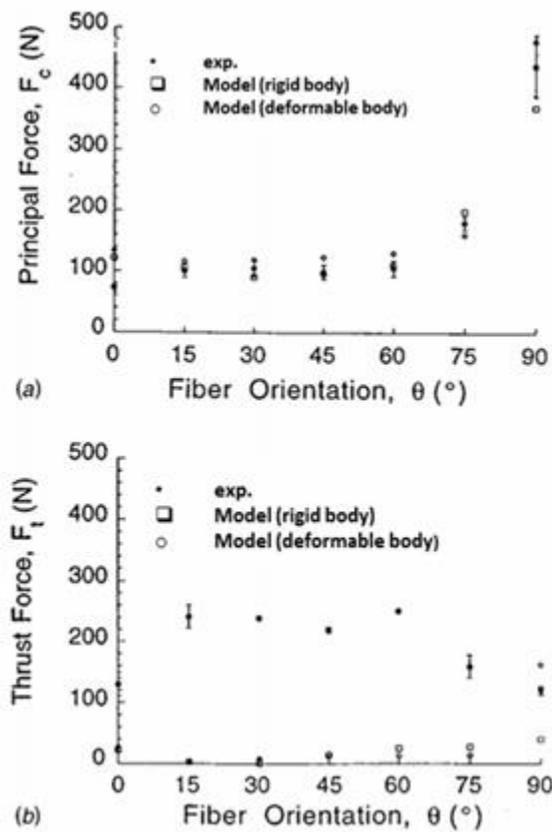 500
400
300
200
100
0
Principal Force, F_c (N)
exp.
Model (rigid body)
Model (deformable body)
0 15 30 45 60 75 90
(a) Fiber Orientation, θ (°)
500
400
300
200
100
0
Thrust Force, F_t (N)
exp.
Model (rigid body)
Model (deformable body)
0 15 30 45 60 75 90
(b) Fiber Orientation, θ (°)